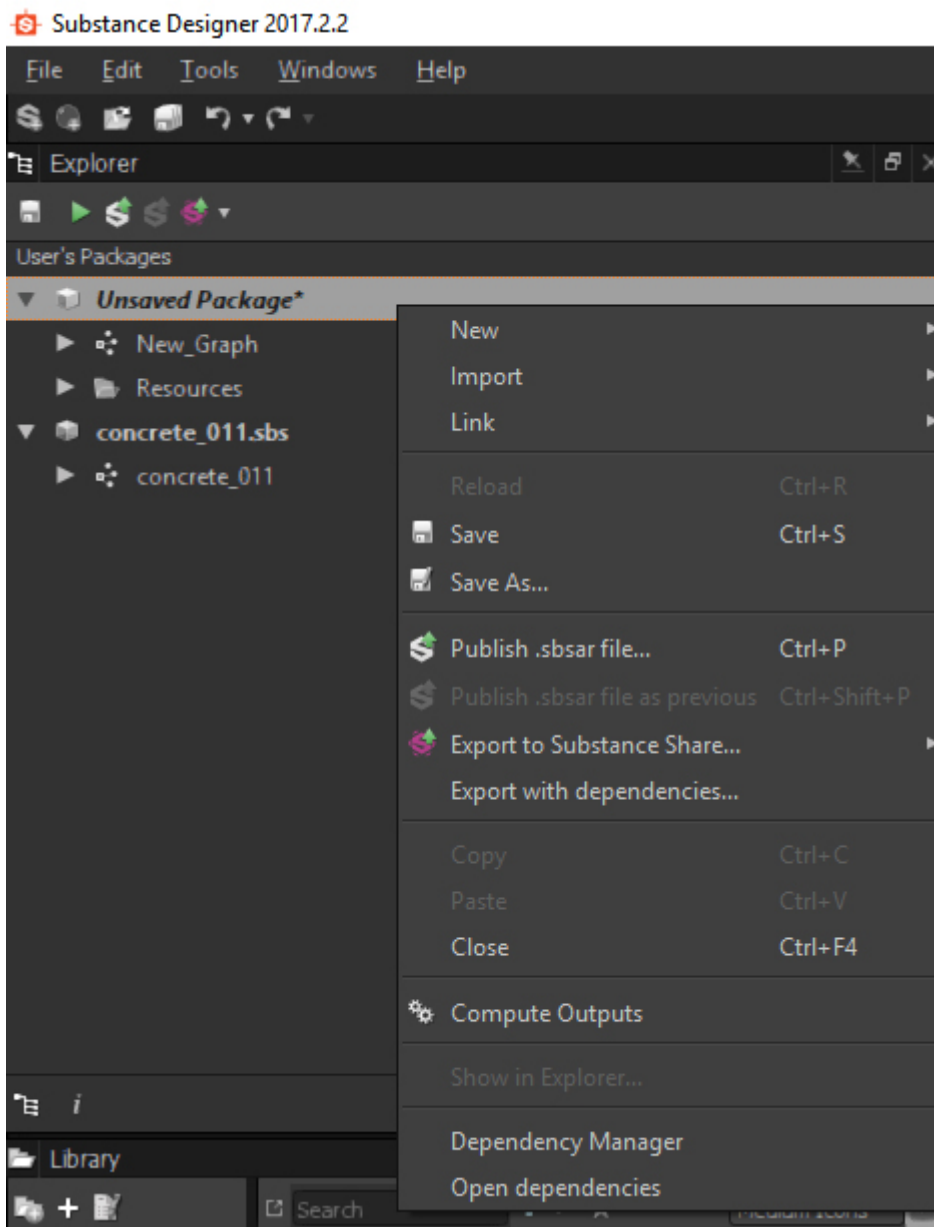 Substance Designer 2017.2.2
File Edit Tools Windows Help
Explorer
User's Packages
Unsaved Package*
New_Graph
Resources
concrete_011.sbs
concrete_011
New
Import
Link
Reload Ctrl+R
Save Ctrl+S
Save As...
Publish .sbsar file... Ctrl+P
Publish .sbsar file as previous Ctrl+Shift+P
Export to Substance Share...
Export with dependencies...
Copy Ctrl+C
Paste Ctrl+V
Close Ctrl+F4
Compute Outputs
Show in Explorer...
Dependency Manager
Open dependencies
i
Library
Search
Medium Icons